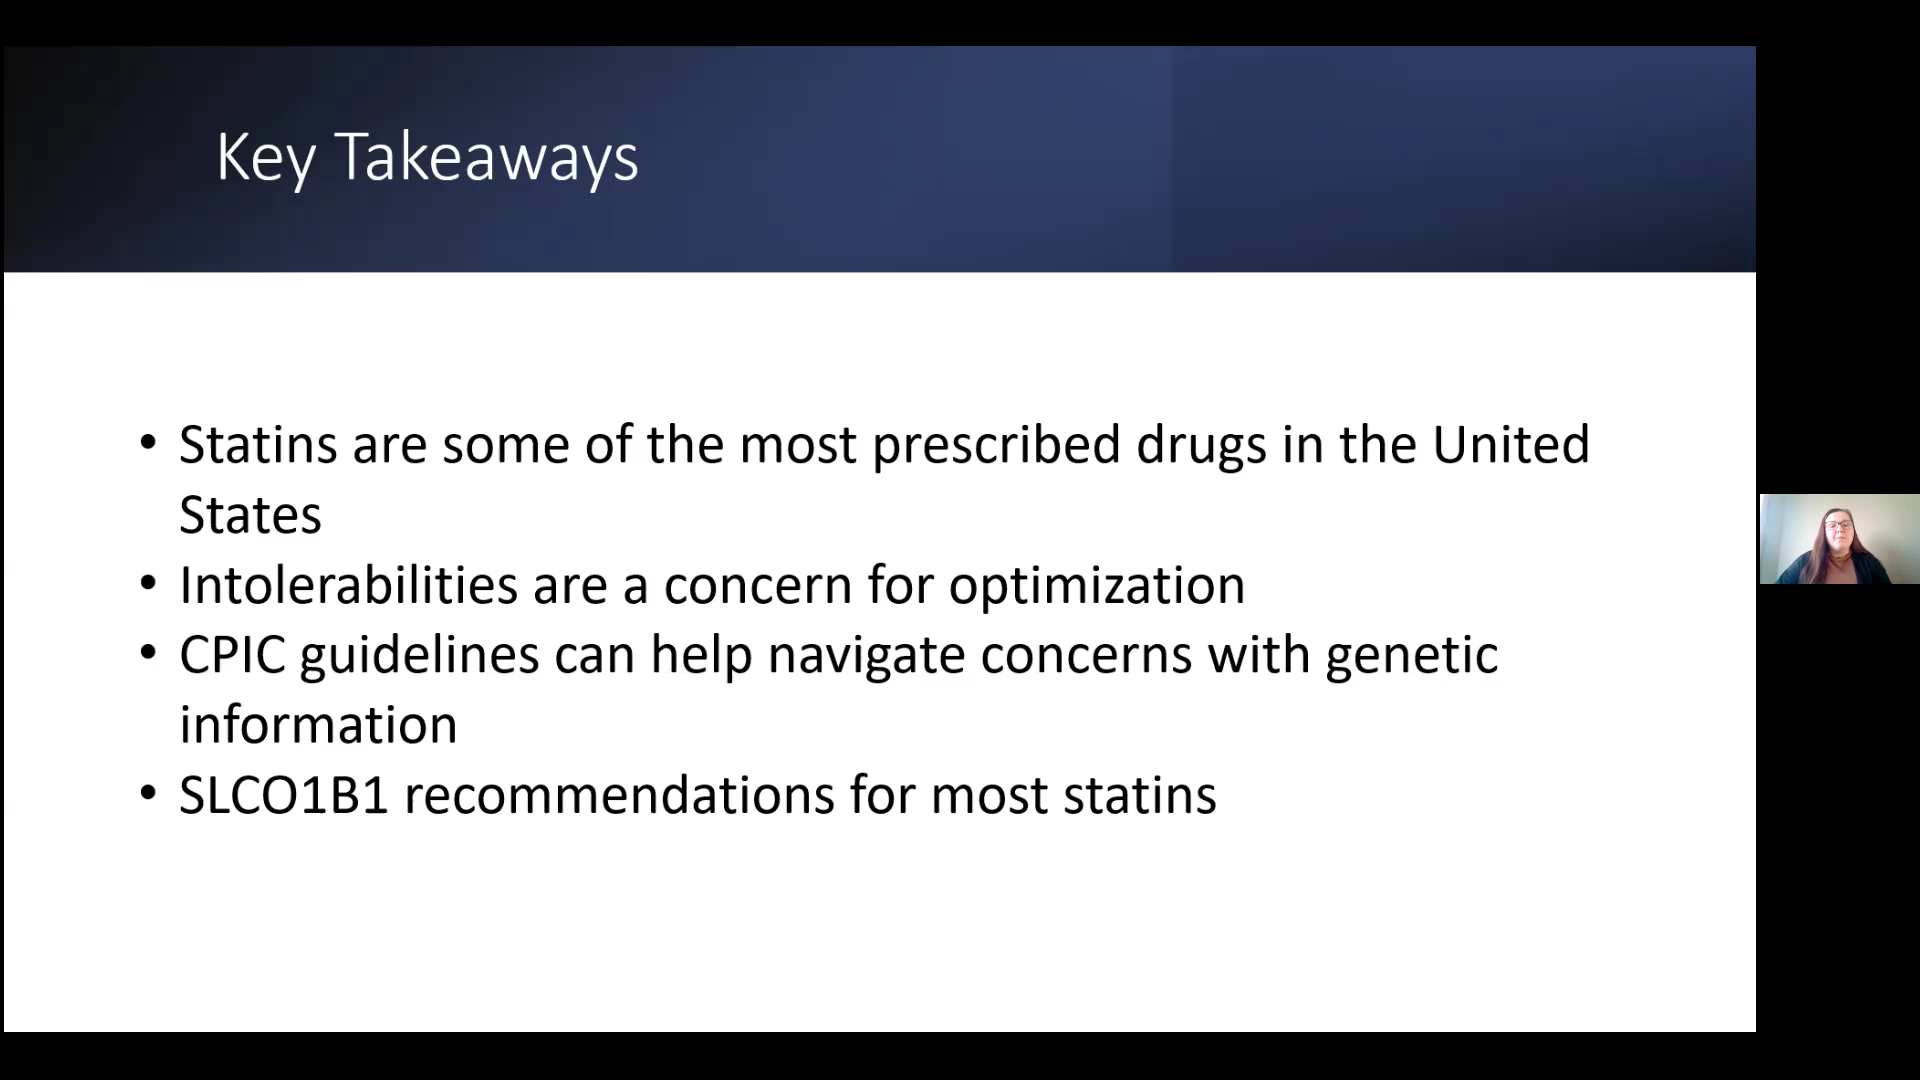 Key Takeaways
• Statins are some of the most prescribed drugs in the United
States
• Intolerabilities are a concern for optimization
• CPIC guidelines can help navigate concerns with genetic
information
• SLCO1B1 recommendations for most statins